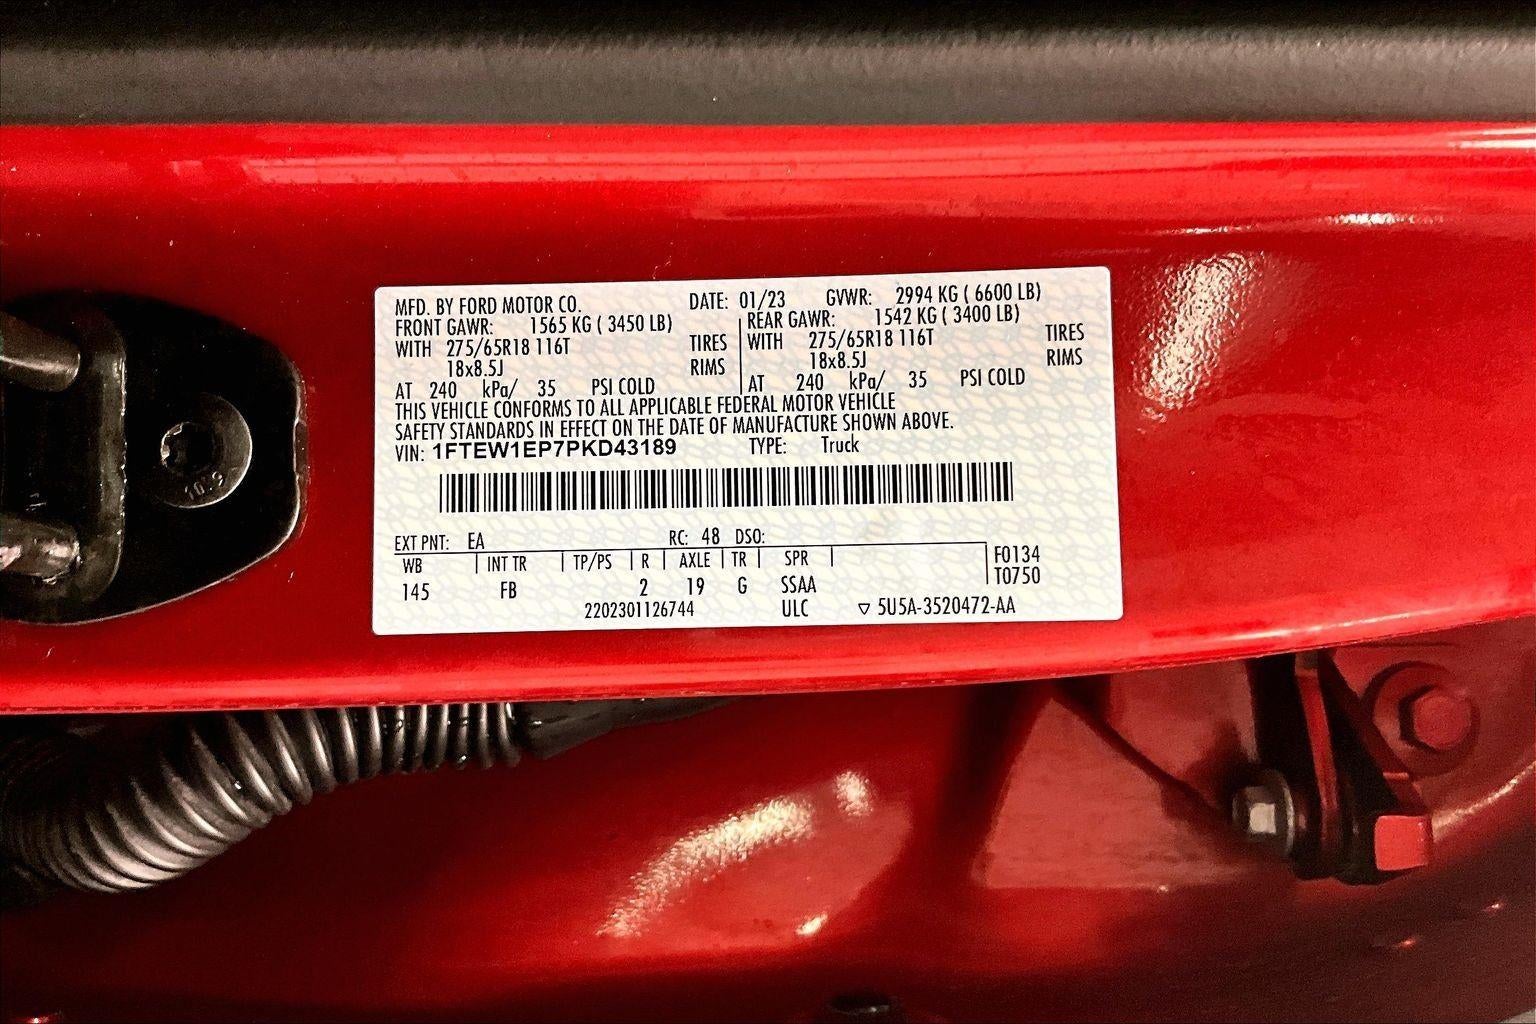 MFD. BY FORD MOTOR CO. DATE: 01/23 GVWR: 2994 KG ( 6600 LB)
FRONT GAWR: 1565 KG ( 3450 LB) REAR GAWR: 1542 KG ( 3400 LB)
WITH 275/65R18 116T TIRES WITH 275/65R18 116T TIRES
18x8.5J RIMS 18x8.5J RIMS
AT 240 kPa/ 35 PSI COLD AT 240 kPa/ 35 PSI COLD
THIS VEHICLE CONFORMS TO ALL APPLICABLE FEDERAL MOTOR VEHICLE
SAFETY STANDARDS IN EFFECT ON THE DATE OF MANUFACTURE SHOWN ABOVE.
VIN: 1FTEW1EP7PKD43189 TYPE: Truck
EXT PNT: EA RC: 48 DSO:
WB INT TR TP/PS R AXLE TR SPR F0134
145 FB 2 19 G SSAA T0750
2202301126744 ULC ▽ 5U5A-3520472-AA
10.9